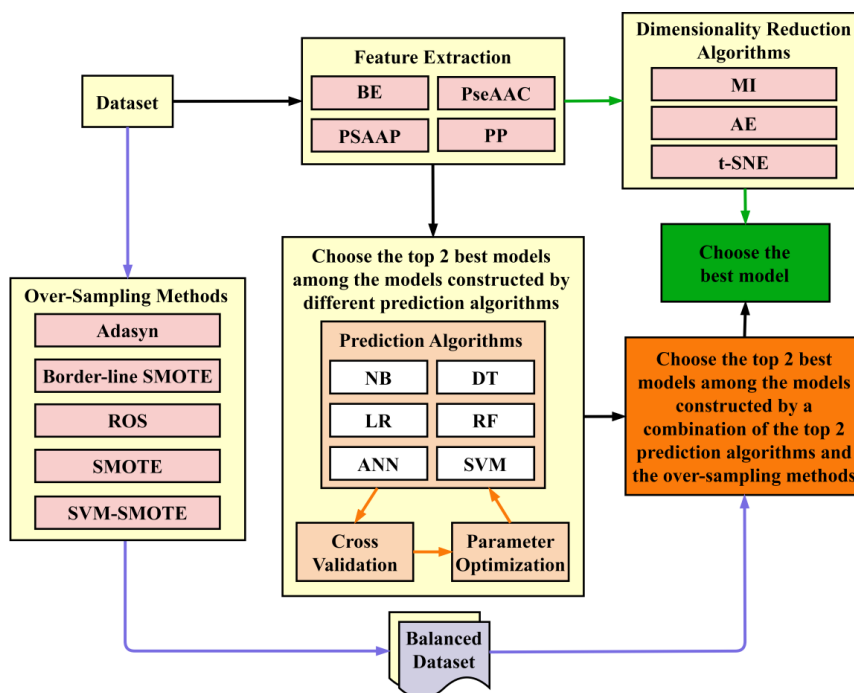 Dataset
Feature Extraction
BE
PseAAC
PSAAP
PP
Dimensionality Reduction
Algorithms
MI
AE
t-SNE
Choose the
best model
Over-Sampling Methods
Adasyn
Border-line SMOTE
ROS
SMOTE
SVM-SMOTE
Choose the top 2 best models
among the models constructed by
different prediction algorithms
Prediction Algorithms
NB
DT
LR
RF
ANN
SVM
Cross
Validation
Parameter
Optimization
Choose the top 2 best
models among the models
constructed by a
combination of the top 2
prediction algorithms and
the over-sampling methods
Balanced
Dataset